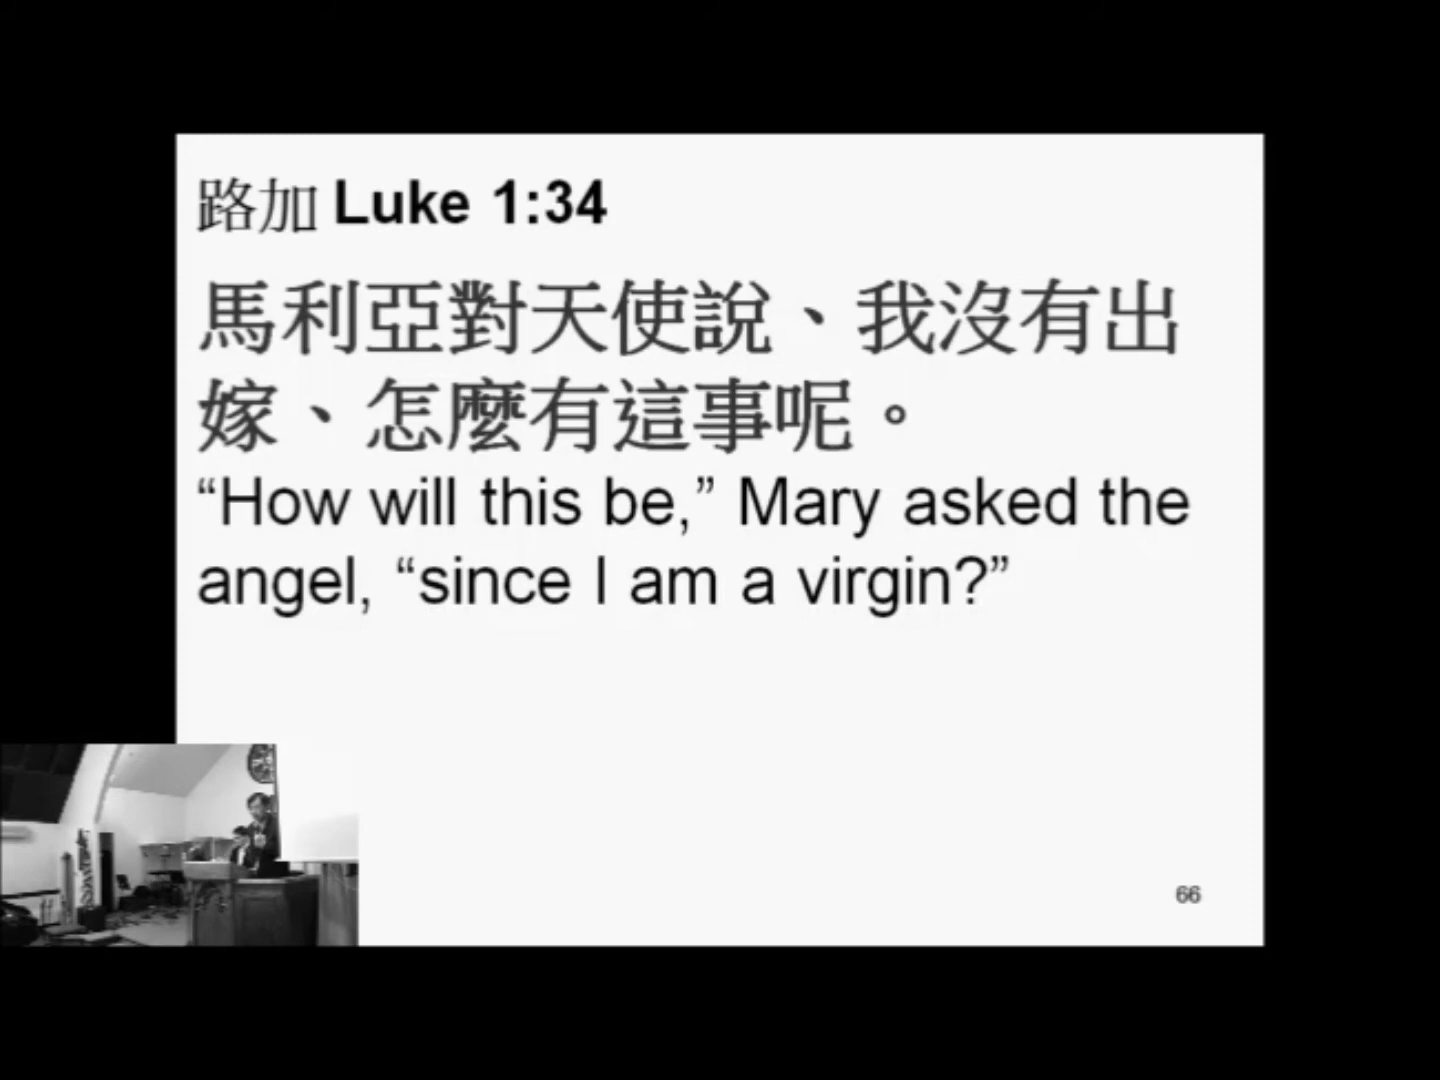 路加 Luke 1:34
馬利亞對天使說、我沒有出
嫁、怎麼有這事呢。
“How will this be,” Mary asked the
angel, “since I am a virgin?”
66